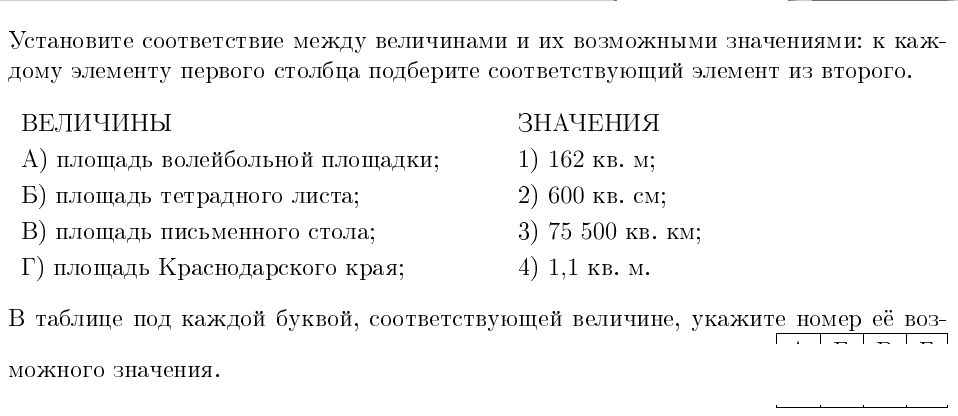 Установите соответствие между величинами и их возможными значениями: к каж-
дому элементу первого столбца подберите соответствующий элемент из второго.
ВЕЛИЧИНЫ ЗНАЧЕНИЯ
А) площадь волейбольной площадки; 1) 162 кв. м;
Б) площадь тетрадного листа; 2) 600 кв. см;
В) площадь письменного стола; 3) 75 500 кв. км;
Г) площадь Краснодарского края; 4) 1,1 кв. м.
В таблице под каждой буквой, соответствующей величине, укажите номер её воз-
можного значения.